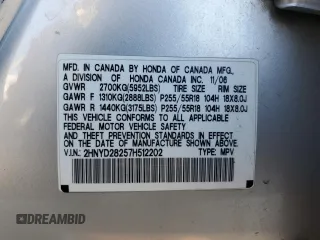 MFD. IN CANADA BY HONDA OF CANADA MFG.,
A DIVISION OF HONDA CANADA INC. 11/06
GVWR 2700KG(5952LBS) TIRE SIZE RIM SIZE
GAWR F 1310KG(2888LBS) P255/55R18 104H 18X8.0J
GAWR R 1440KG(3175LBS) P255/55R18 104H 18X8.0J
THIS VEHICLE CONFORMS TO ALL APPLICABLE
FEDERAL MOTOR VEHICLE SAFETY AND
THEFT PREVENTION STANDARDS IN EFFECT ON
THE DATE OF MANUFACTURE SHOWN ABOVE.
V.I.N.: 2HNYD28257H512202 TYPE: MPV
DREAMBID